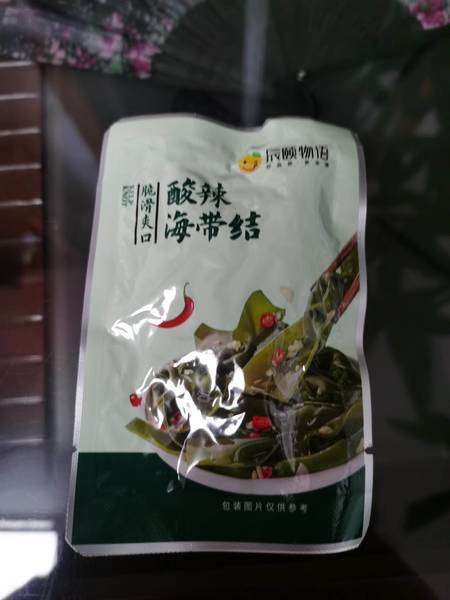 辰颐物语
酸辣
海带结
脆滑爽口
包装图片仅供参考